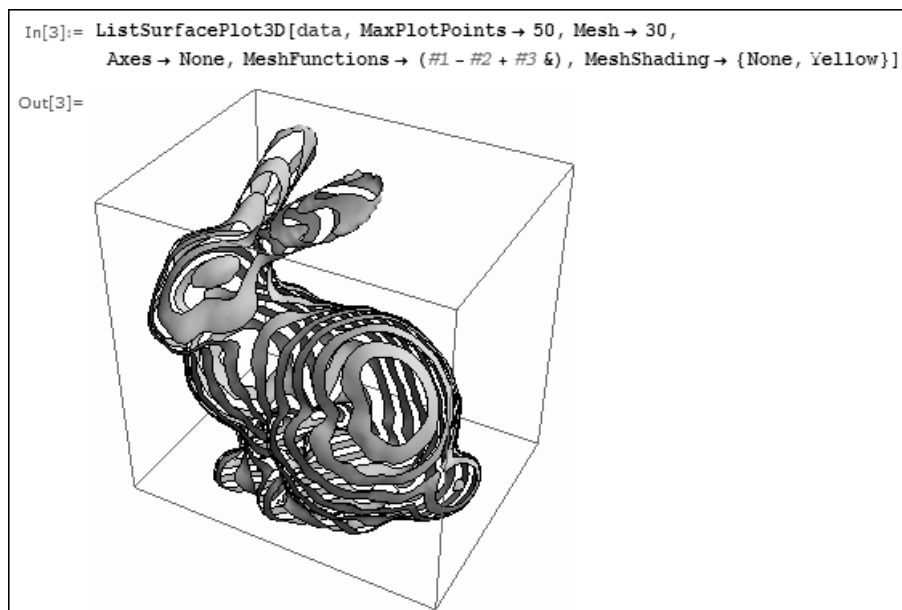 In[3]:= ListSurfacePlot3D[data, MaxPlotPoints → 50, Mesh → 30,
Axes → None, MeshFunctions → (#1 - #2 + #3 &), MeshShading → {None, Yellow}]
Out[3]=